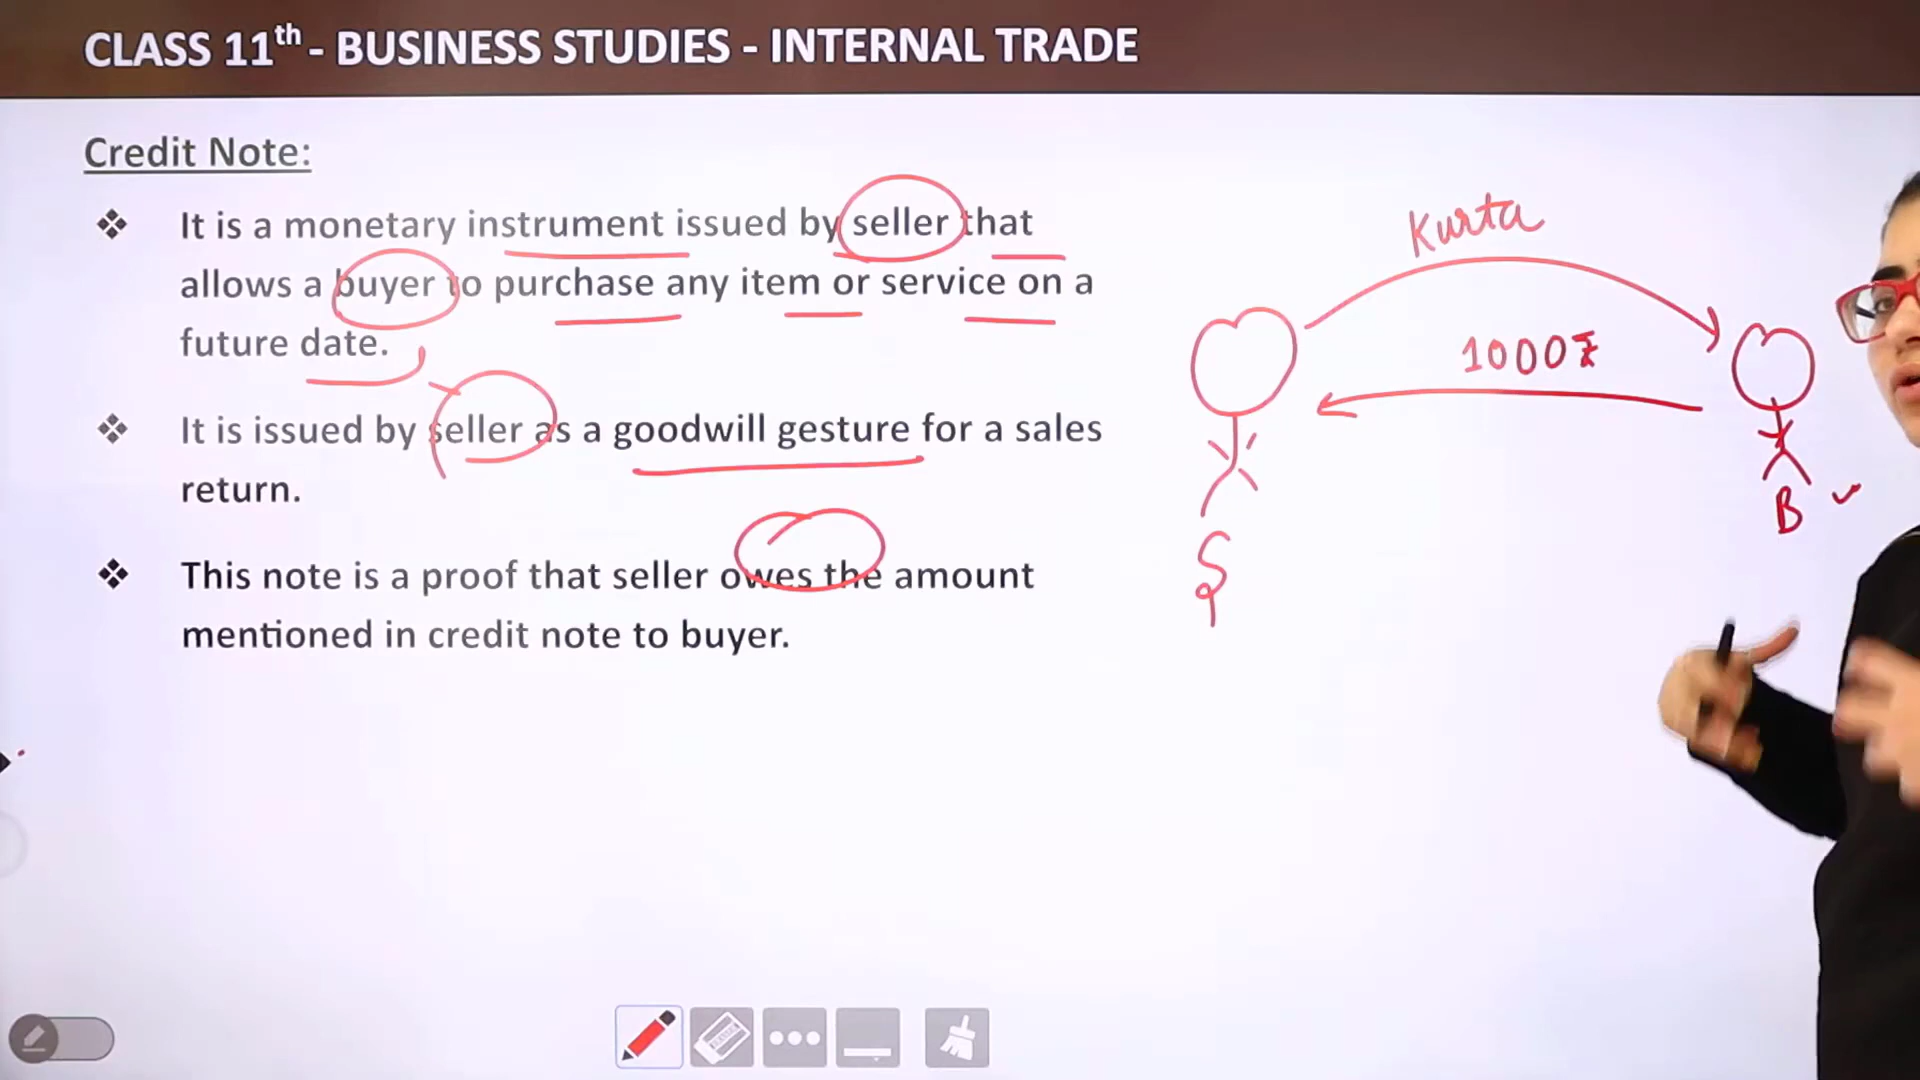 CLASS 11th - BUSINESS STUDIES - INTERNAL TRADE
Credit Note:
❖ It is a monetary instrument issued by seller that
allows a buyer to purchase any item or service on a
future date.
❖ It is issued by seller as a goodwill gesture for a sales
return.
❖ This note is a proof that seller owes the amount
mentioned in credit note to buyer.
Kurta
1000₹
B
S